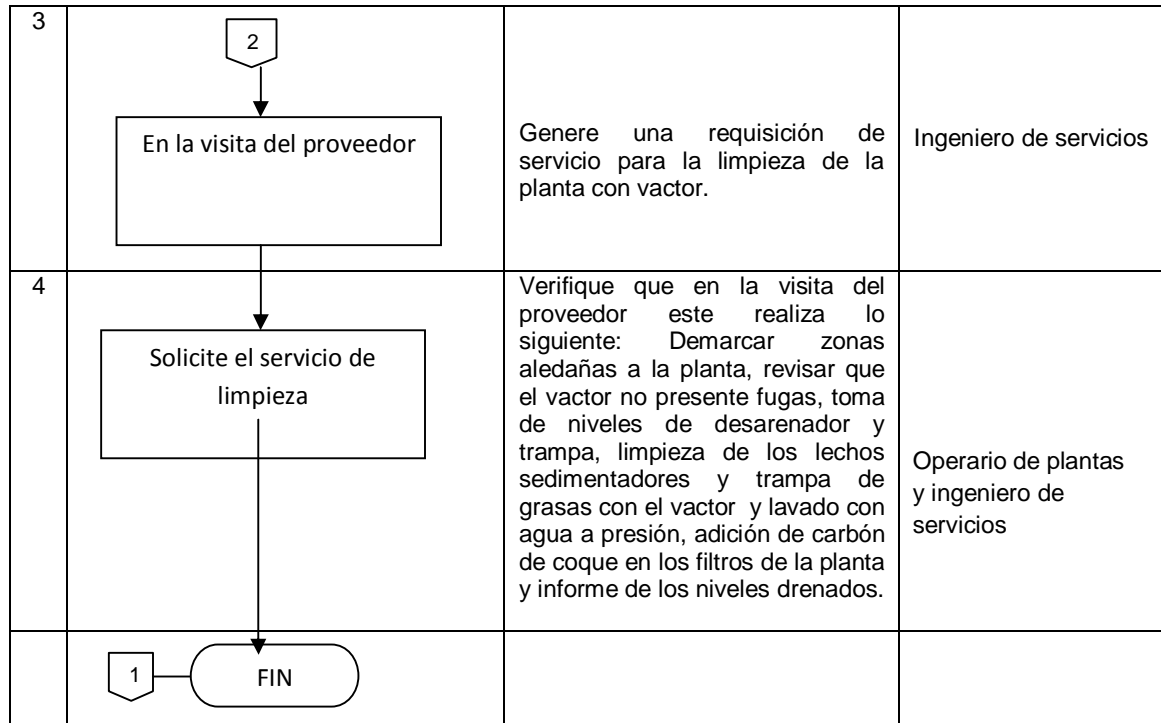 3
2
En la visita del proveedor
Genere una requisición de
servicio para la limpieza de la
planta con vactor.
Ingeniero de servicios
4
Solicite el servicio de
limpieza
Verifique que en la visita del
proveedor este realiza lo
siguiente: Demarcar zonas
aledañas a la planta, revisar que
el vactor no presente fugas, toma
de niveles de desarenador y
trampa, limpieza de los lechos
sedimentadores y trampa de
grasas con el vactor y lavado con
agua a presión, adición de carbón
de coque en los filtros de la planta
y informe de los niveles drenados.
Operario de plantas
y ingeniero de
servicios
1
FIN